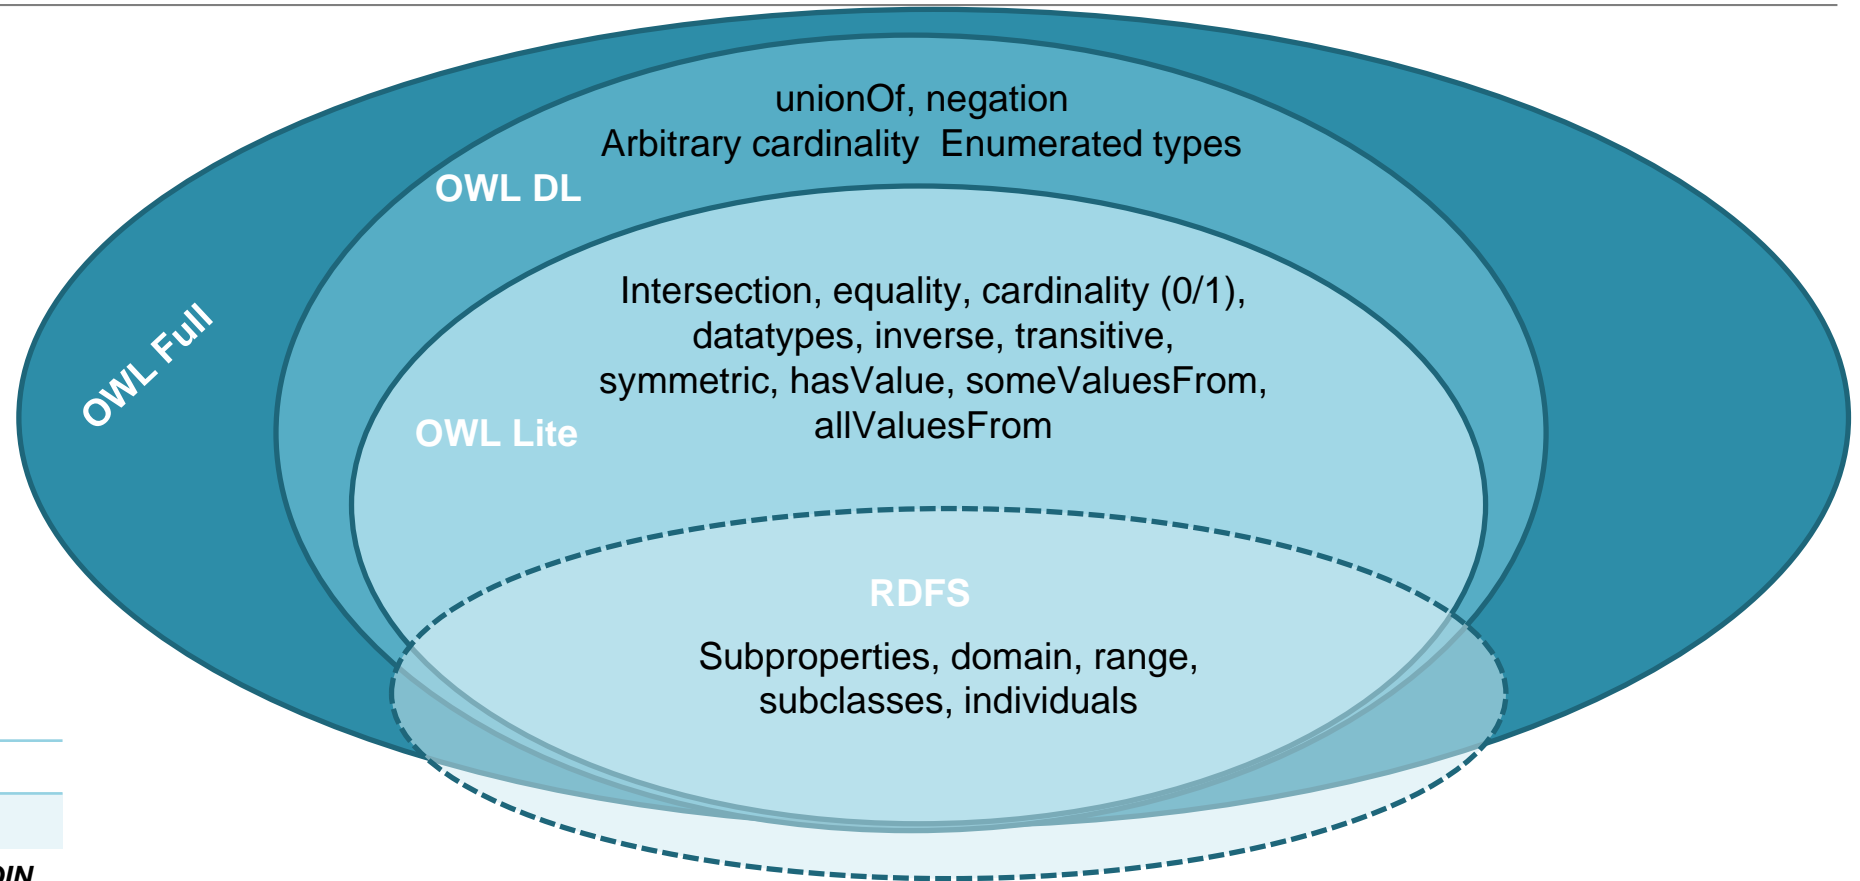 unionOf, negation
Arbitrary cardinality Enumerated types
OWL DL
Intersection, equality, cardinality (0/1),
datatypes, inverse, transitive,
symmetric, hasValue, someValuesFrom,
allValuesFrom
OWL Full
OWL Lite
RDFS
Subproperties, domain, range,
subclasses, individuals